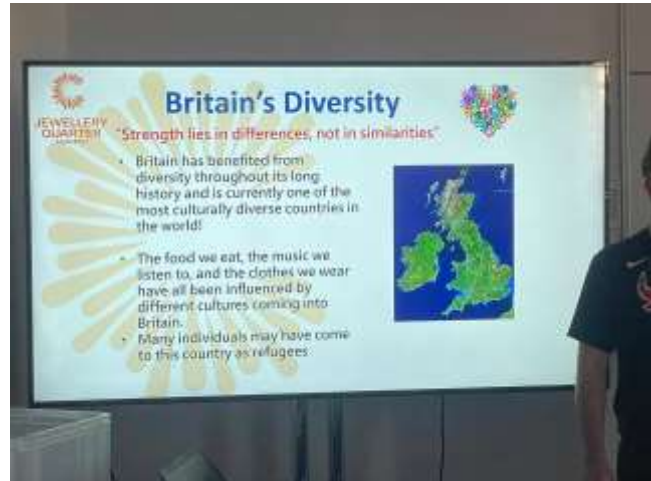 Britain's Diversity
JEWELLERY
QUARTER
"Strength lies in differences, not in similarities"
Britain has benefited from
diversity throughout its long
history and is currently one of the
most culturally diverse countries in
the world!
The food we eat, the music we
listen to, and the clothes we wear
have all been influenced by
different cultures coming into
Britain.
Many individuals may have come
to this country as refugees